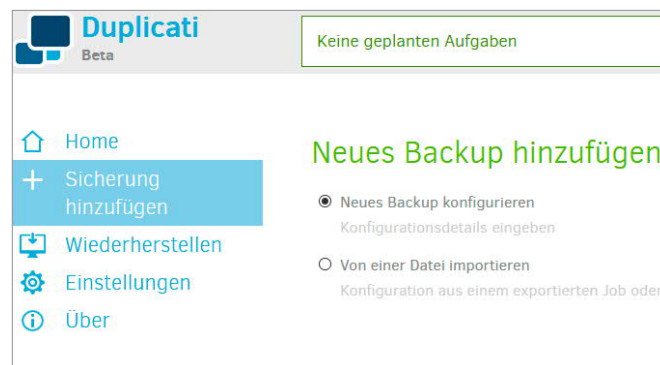 Duplicati
Beta
Keine geplanten Aufgaben
Home
Sicherung
hinzufügen
Wiederherstellen
Einstellungen
Über
Neues Backup hinzufügen
Neues Backup konfigurieren
Konfigurationsdetails eingeben
Von einer Datei importieren
Konfiguration aus einem exportierten Job oder